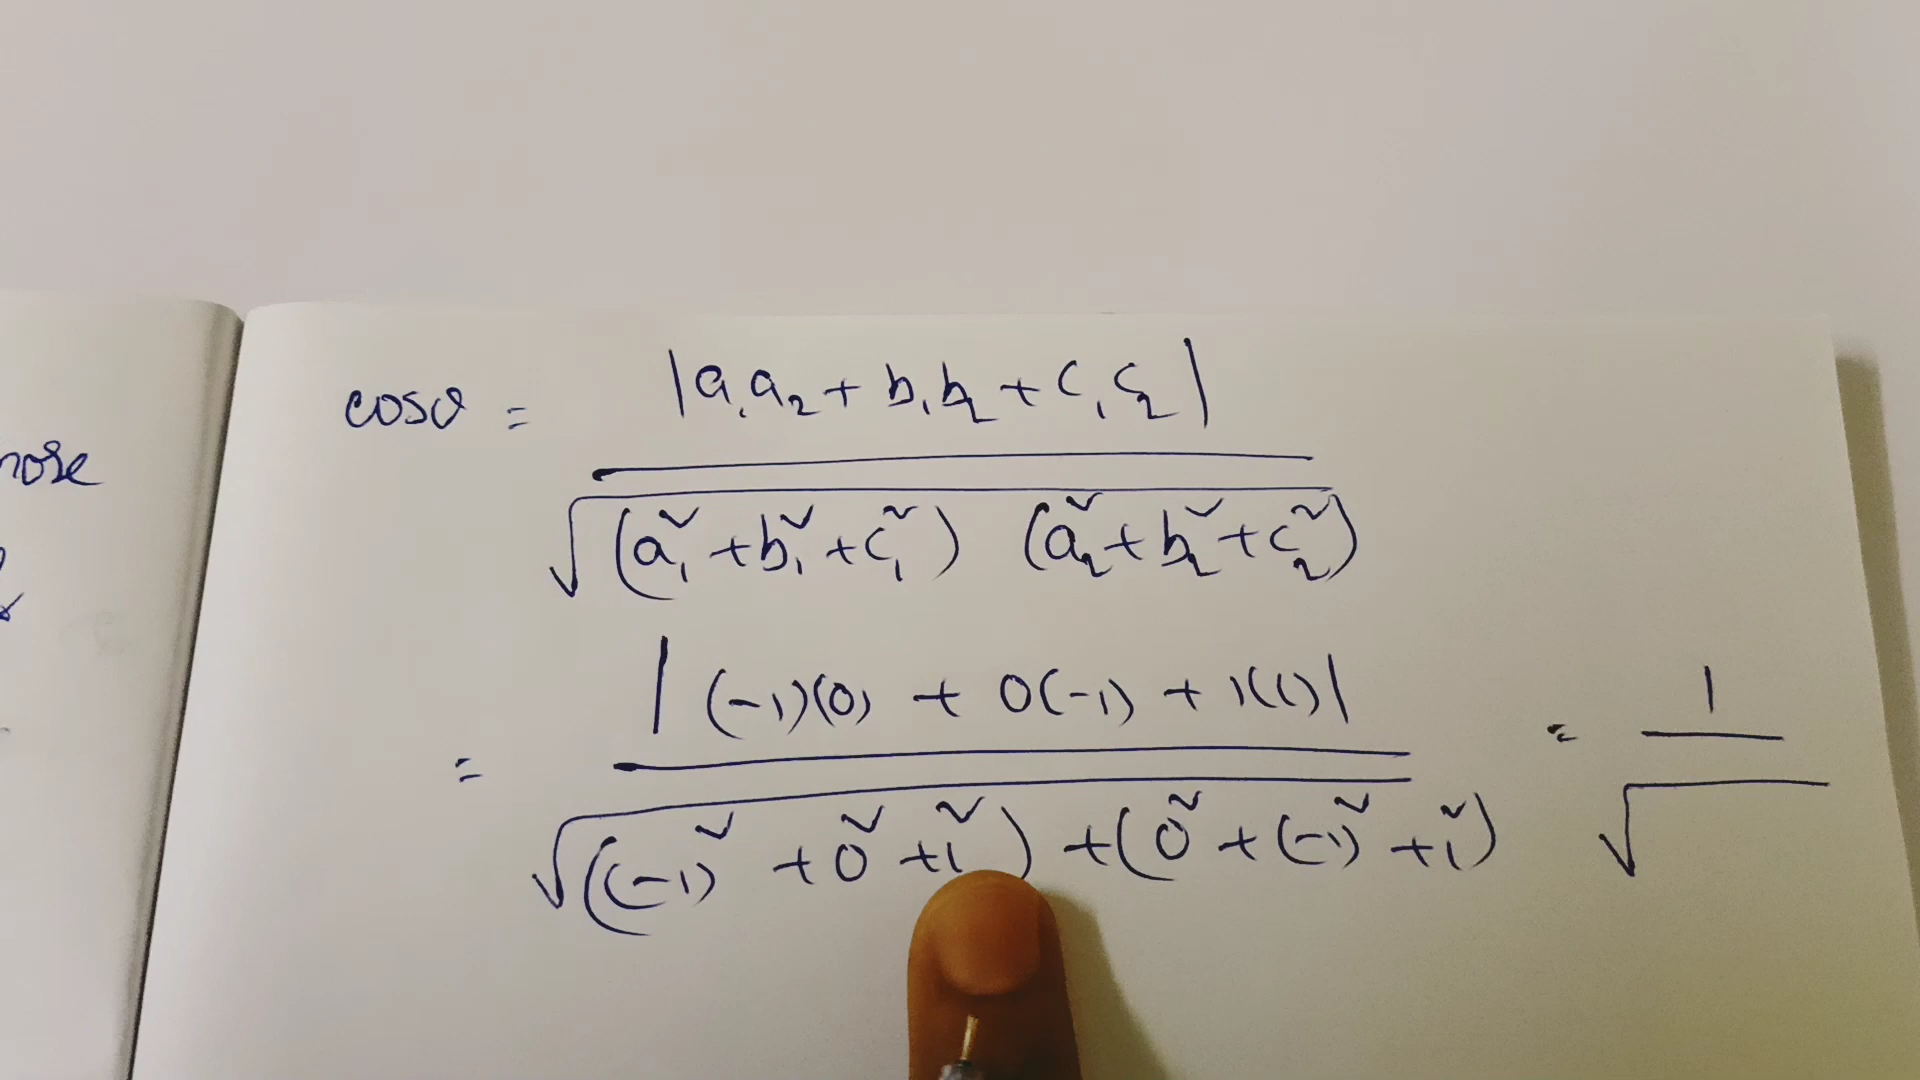 nose
cosθ = |a₁a₂ + b₁b₂ + c₁c₂| / √(a₁² + b₁² + c₁²) (a₂² + b₂² + c₂²)
= |(-1)(0) + 0(-1) + 1(1)| / √((-1)² + 0² + 1²) + (0² + (-1)² + 1²) = 1 / √